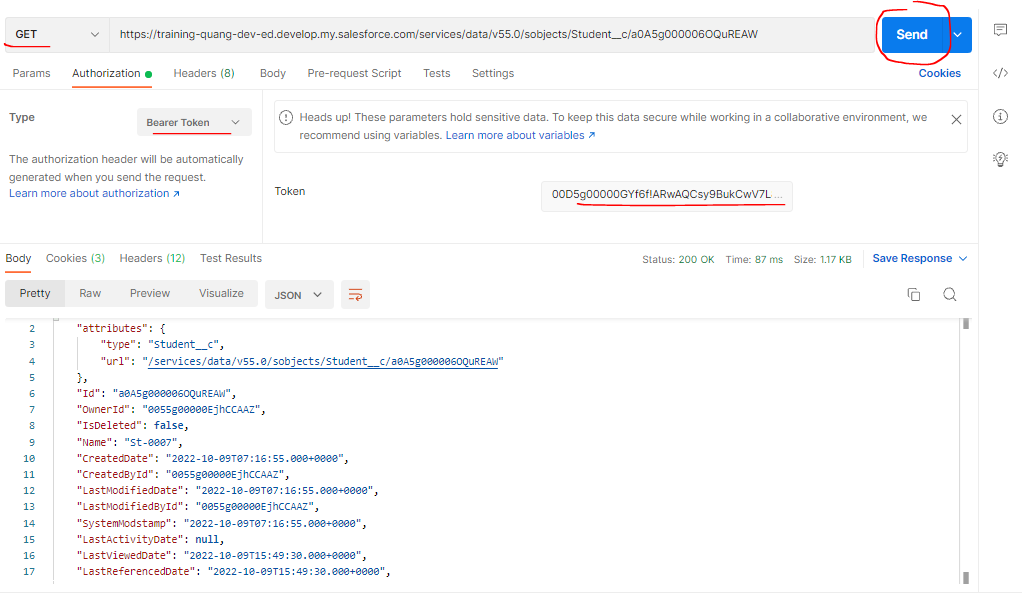 GET
https://training-quang-dev-ed.develop.my.salesforce.com/services/data/v55.0/sobjects/Student__c/a0A5g000006OQuREAW
Send
Params Authorization Headers (8) Body Pre-request Script Tests Settings Cookies
Type
Bearer Token
Heads up! These parameters hold sensitive data. To keep this data secure while working in a collaborative environment, we
recommend using variables. Learn more about variables ↗
The authorization header will be automatically
generated when you send the request.
Learn more about authorization ↗
Token
00D5g00000GYf6f!ARwAQCsy9BukCwV7L ...
Body Cookies (3) Headers (12) Test Results Status: 200 OK Time: 87 ms Size: 1.17 KB Save Response
Pretty Raw Preview Visualize JSON
2 "attributes": {
3 "type": "Student__c",
4 "url": "/services/data/v55.0/sobjects/Student__c/a0A5g000006OQuREAW"
5 },
6 "Id": "a0A5g000006OQuREAW",
7 "OwnerId": "0055g00000EjhCCAAZ",
8 "IsDeleted": false,
9 "Name": "St-0007",
10 "CreatedDate": "2022-10-09T07:16:55.000+0000",
11 "CreatedById": "0055g00000EjhCCAAZ",
12 "LastModifiedDate": "2022-10-09T07:16:55.000+0000",
13 "LastModifiedById": "0055g00000EjhCCAAZ",
14 "SystemModstamp": "2022-10-09T07:16:55.000+0000",
15 "LastActivityDate": null,
16 "LastViewedDate": "2022-10-09T15:49:30.000+0000",
17 "LastReferencedDate": "2022-10-09T15:49:30.000+0000",